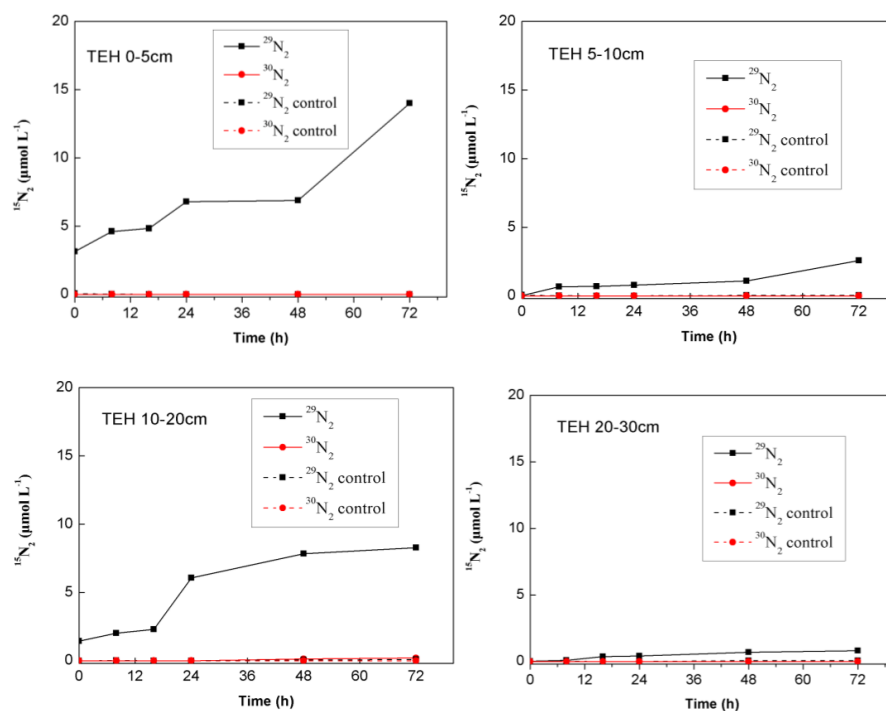 TEH 0-5cm
²⁹N₂
³⁰N₂
²⁹N₂ control
³⁰N₂ control
¹⁵N₂ (μmol L⁻¹)
20
15
10
5
0
0 12 24 36 48 60 72
Time (h)
TEH 5-10cm
²⁹N₂
³⁰N₂
²⁹N₂ control
³⁰N₂ control
¹⁵N₂ (μmol L⁻¹)
20
15
10
5
0
0 12 24 36 48 60 72
Time (h)
TEH 10-20cm
²⁹N₂
³⁰N₂
²⁹N₂ control
³⁰N₂ control
¹⁵N₂ (μmol L⁻¹)
20
15
10
5
0
0 12 24 36 48 60 72
Time (h)
TEH 20-30cm
²⁹N₂
³⁰N₂
²⁹N₂ control
³⁰N₂ control
¹⁵N₂ (μmol L⁻¹)
20
15
10
5
0
0 12 24 36 48 60 72
Time (h)